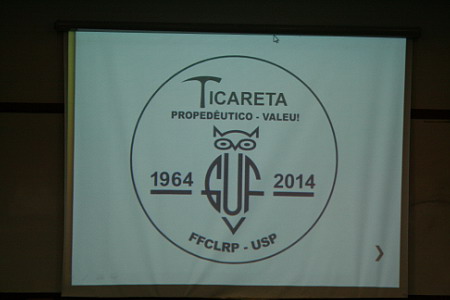 TICARETA
PROPEDÊUTICO - VALEU!
1964 GUF 2014
FFCLRP - USP